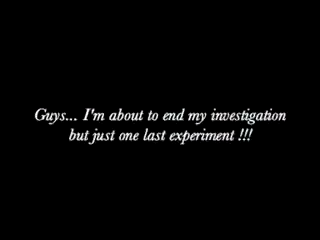 Guys... I'm about to end my investigation
but just one last experiment !!!